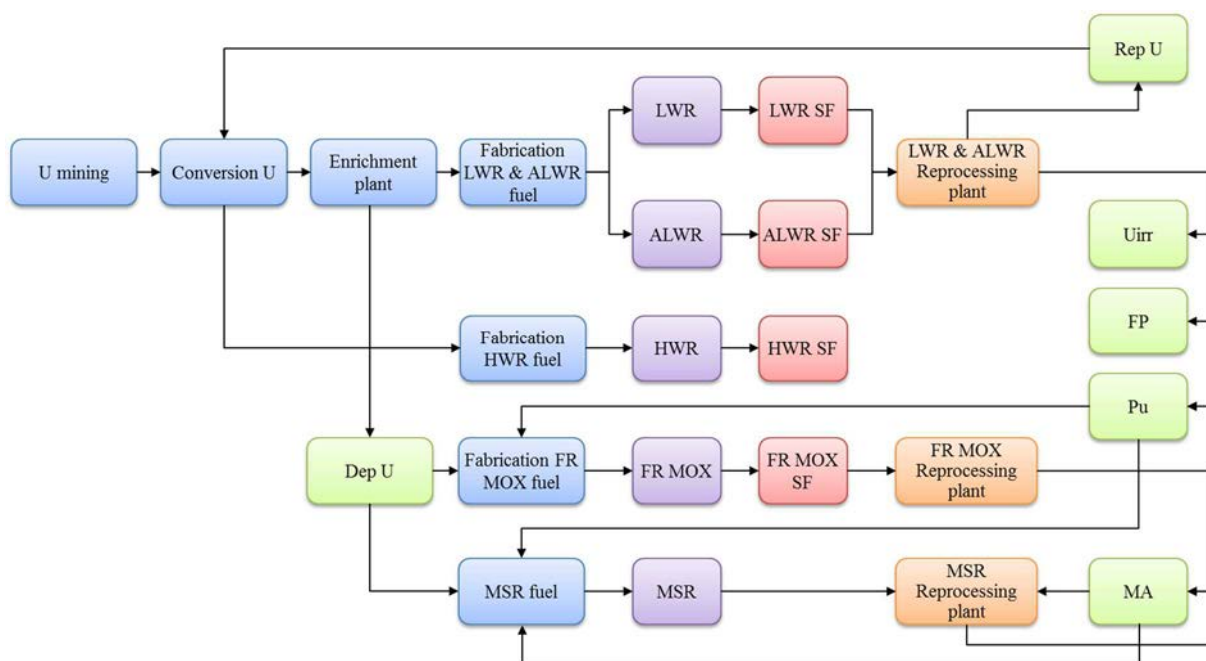 Rep U
LWR
LWR SF
U mining
Conversion U
Enrichment
plant
Fabrication
LWR & ALWR
fuel
LWR & ALWR
Reprocessing
plant
ALWR
ALWR SF
Uirr
FP
Fabrication
HWR fuel
HWR
HWR SF
Pu
Dep U
Fabrication FR
MOX fuel
FR MOX
FR MOX
SF
FR MOX
Reprocessing
plant
MSR fuel
MSR
MSR
Reprocessing
plant
MA